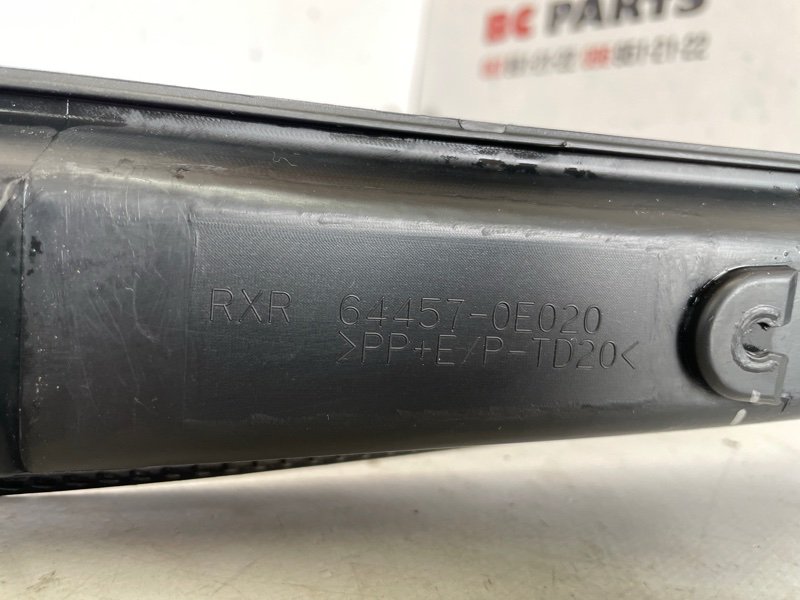 BC PARTS
RXR 64457-0E020
>PP+E/P-TD20<